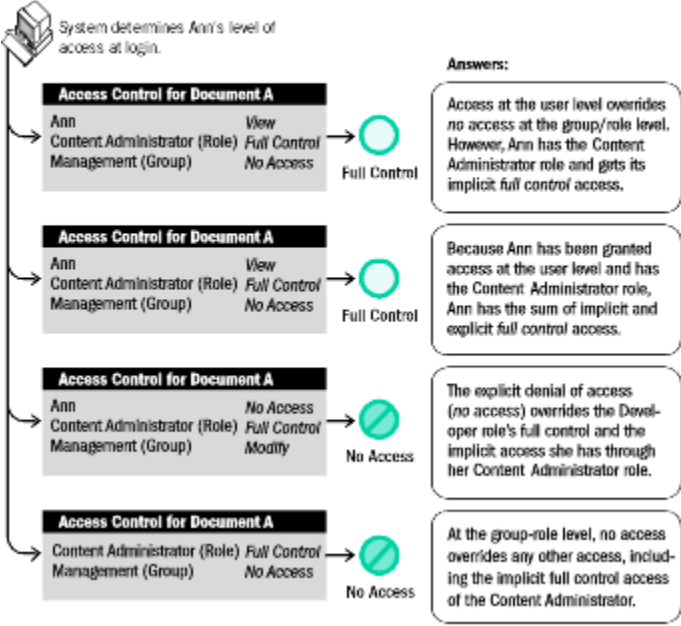 System determines Ann's level of
access at login.
Answers:
Access Control for Document A
Ann View
Content Administrator (Role) Full Control
Management (Group) No Access
Full Control
Access at the user level overrides
no access at the group/role level.
However, Ann has the Content
Administrator role and gets its
implicit full control access.
Access Control for Document A
Ann View
Content Administrator (Role) Full Control
Management (Group) No Access
Full Control
Because Ann has been granted
access at the user level and has
the Content Administrator role,
Ann has the sum of implicit and
explicit full control access.
Access Control for Document A
Ann No Access
Content Administrator (Role) Full Control
Management (Group) Modify
No Access
The explicit denial of access
(no access) overrides the Devel-
oper role's full control and the
implicit access she has through
her Content Administrator role.
Access Control for Document A
Content Administrator (Role) Full Control
Management (Group) No Access
No Access
At the group-role level, no access
overrides any other access, includ-
ing the implicit full control access
of the Content Administrator.